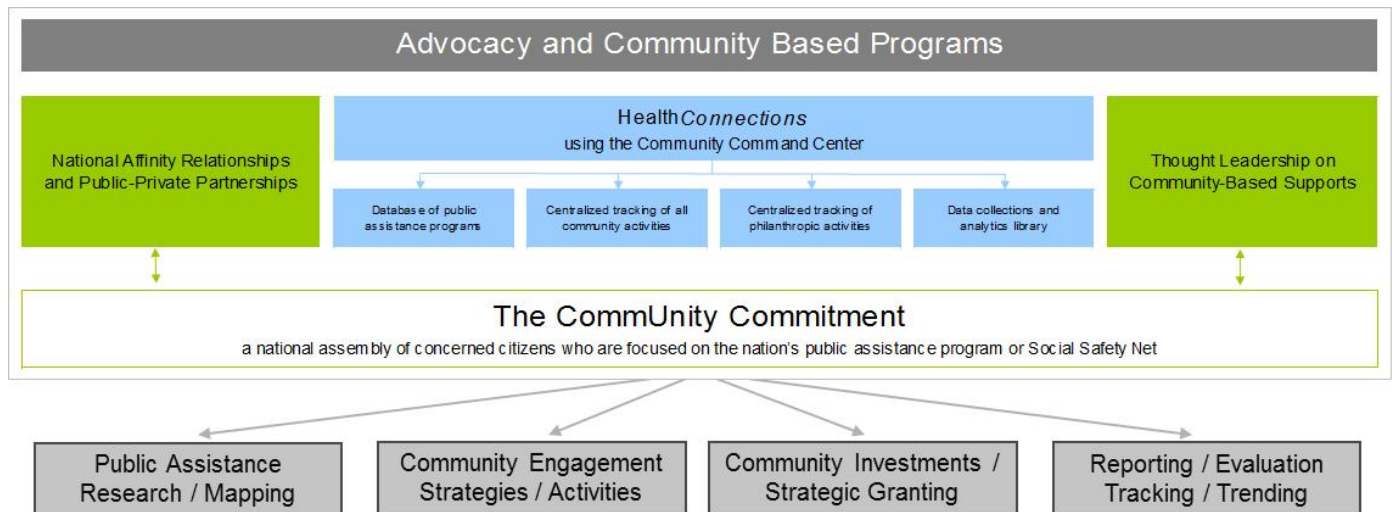 Advocacy and Community Based Programs
National Affinity Relationships
and Public-Private Partnerships
HealthConnections
using the Community Command Center
Thought Leadership on
Community-Based Supports
Database of public
assistance programs
Centralized tracking of all
community activities
Centralized tracking of
philanthropic activities
Data collections and
analytics library
The CommUnity Commitment
a national assembly of concerned citizens who are focused on the nation's public assistance program or Social Safety Net
Public Assistance
Research / Mapping
Community Engagement
Strategies / Activities
Community Investments /
Strategic Granting
Reporting / Evaluation
Tracking / Trending